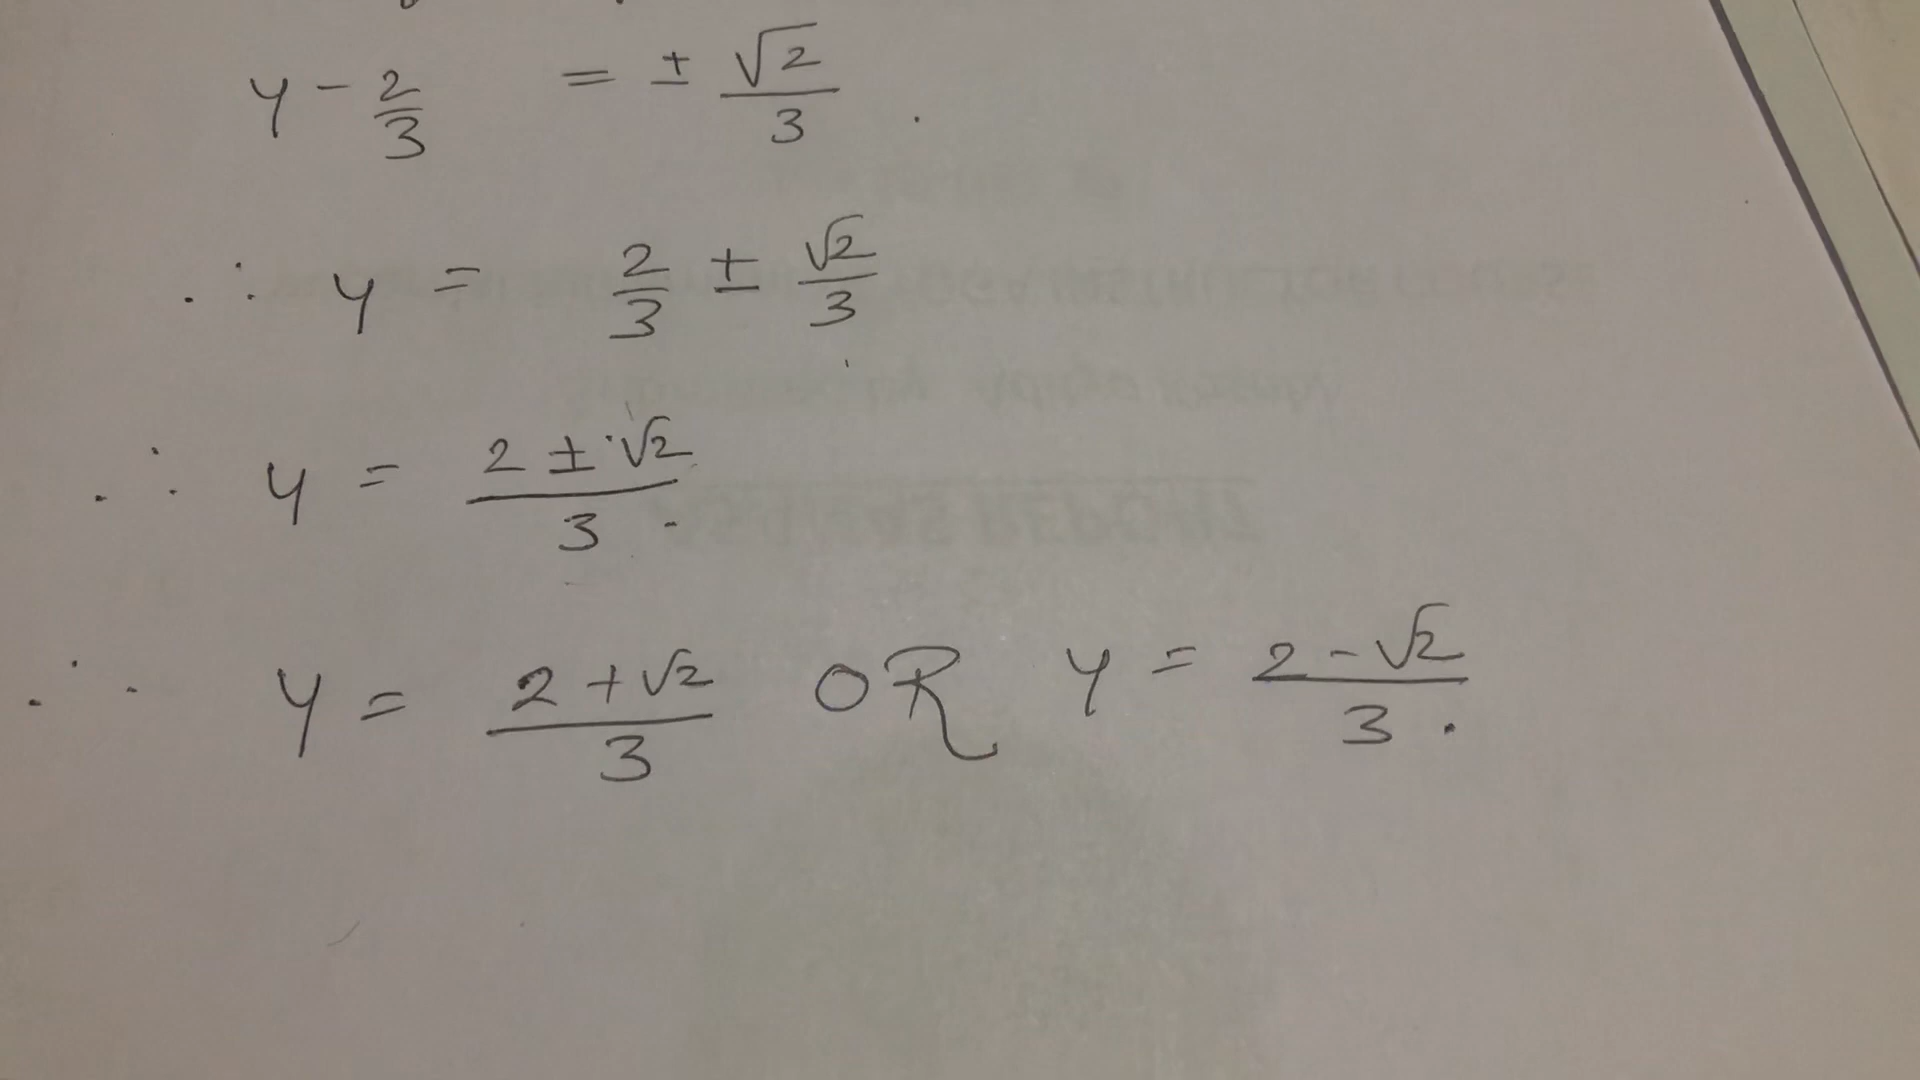 y - 2/3 = ± √2/3 .
∴ y = 2/3 ± √2/3
∴ y = (2 ± √2)/3 .
∴ y = (2 + √2)/3 OR y = (2 - √2)/3 .